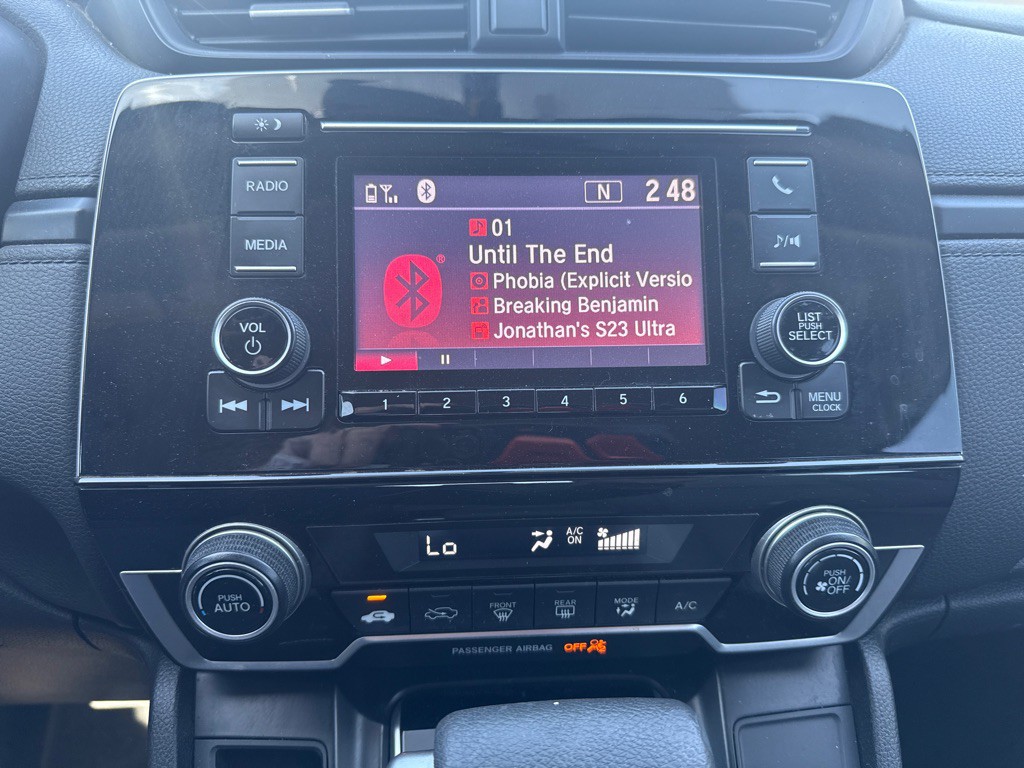 RADIO
MEDIA
VOL
N
2 48
01
Until The End
Phobia (Explicit Versio
®
Breaking Benjamin
Jonathan's S23 Ultra
LIST
PUSH
SELECT
1 2 3 4 5 6
MENU
CLOCK
Lo
A/C
ON
PUSH
AUTO
FRONT
REAR
MODE
A/C
PUSH
ON/
OFF
PASSENGER AIRBAG OFF